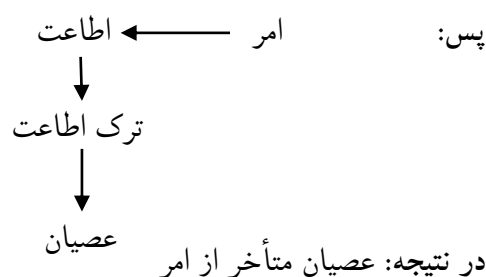 پس: امر اطاعت
ترک اطاعت
عصیان
در نتیجه: عصیان متأخر از امر